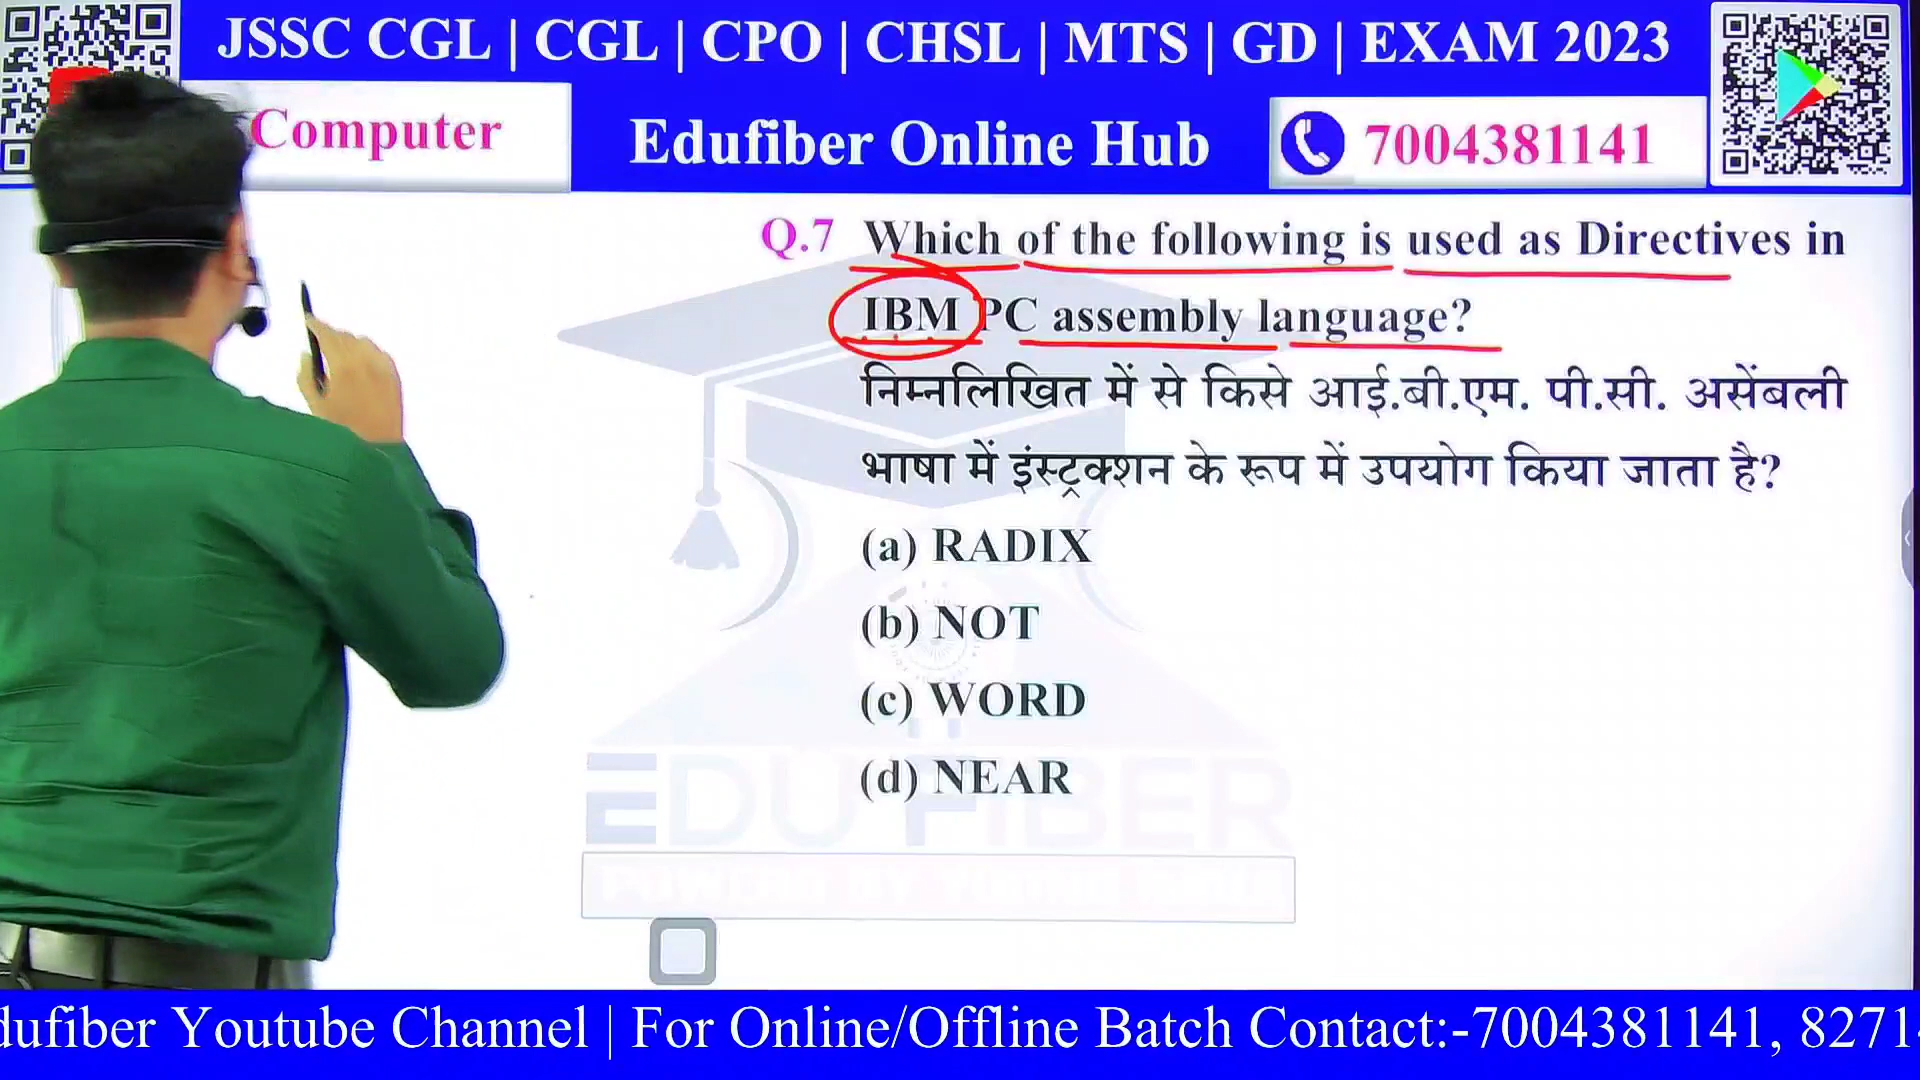 JSSC CGL | CGL | CPO | CHSL | MTS | GD | EXAM 2023
Computer
Edufiber Online Hub
7004381141
Q.7 Which of the following is used as Directives in
IBM PC assembly language?
निम्नलिखित में से किसे आई.बी.एम. पी.सी. असेंबली
भाषा में इंस्ट्रक्शन के रूप में उपयोग किया जाता है?
(a) RADIX
(b) NOT
(c) WORD
(d) NEAR
EDU FIBER
dufiber Youtube Channel | For Online/Offline Batch Contact:-7004381141, 8271